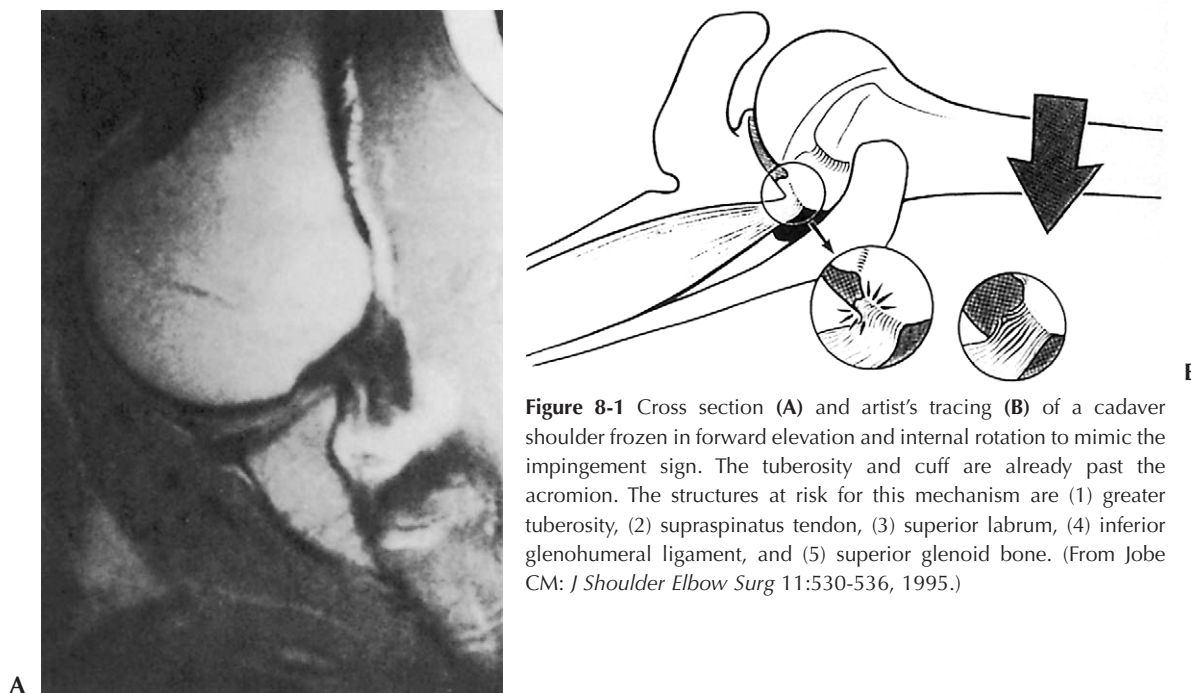 A
B
Figure 8-1 Cross section (A) and artist's tracing (B) of a cadaver
shoulder frozen in forward elevation and internal rotation to mimic the
impingement sign. The tuberosity and cuff are already past the
acromion. The structures at risk for this mechanism are (1) greater
tuberosity, (2) supraspinatus tendon, (3) superior labrum, (4) inferior
glenohumeral ligament, and (5) superior glenoid bone. (From Jobe
CM: J Shoulder Elbow Surg 11:530-536, 1995.)